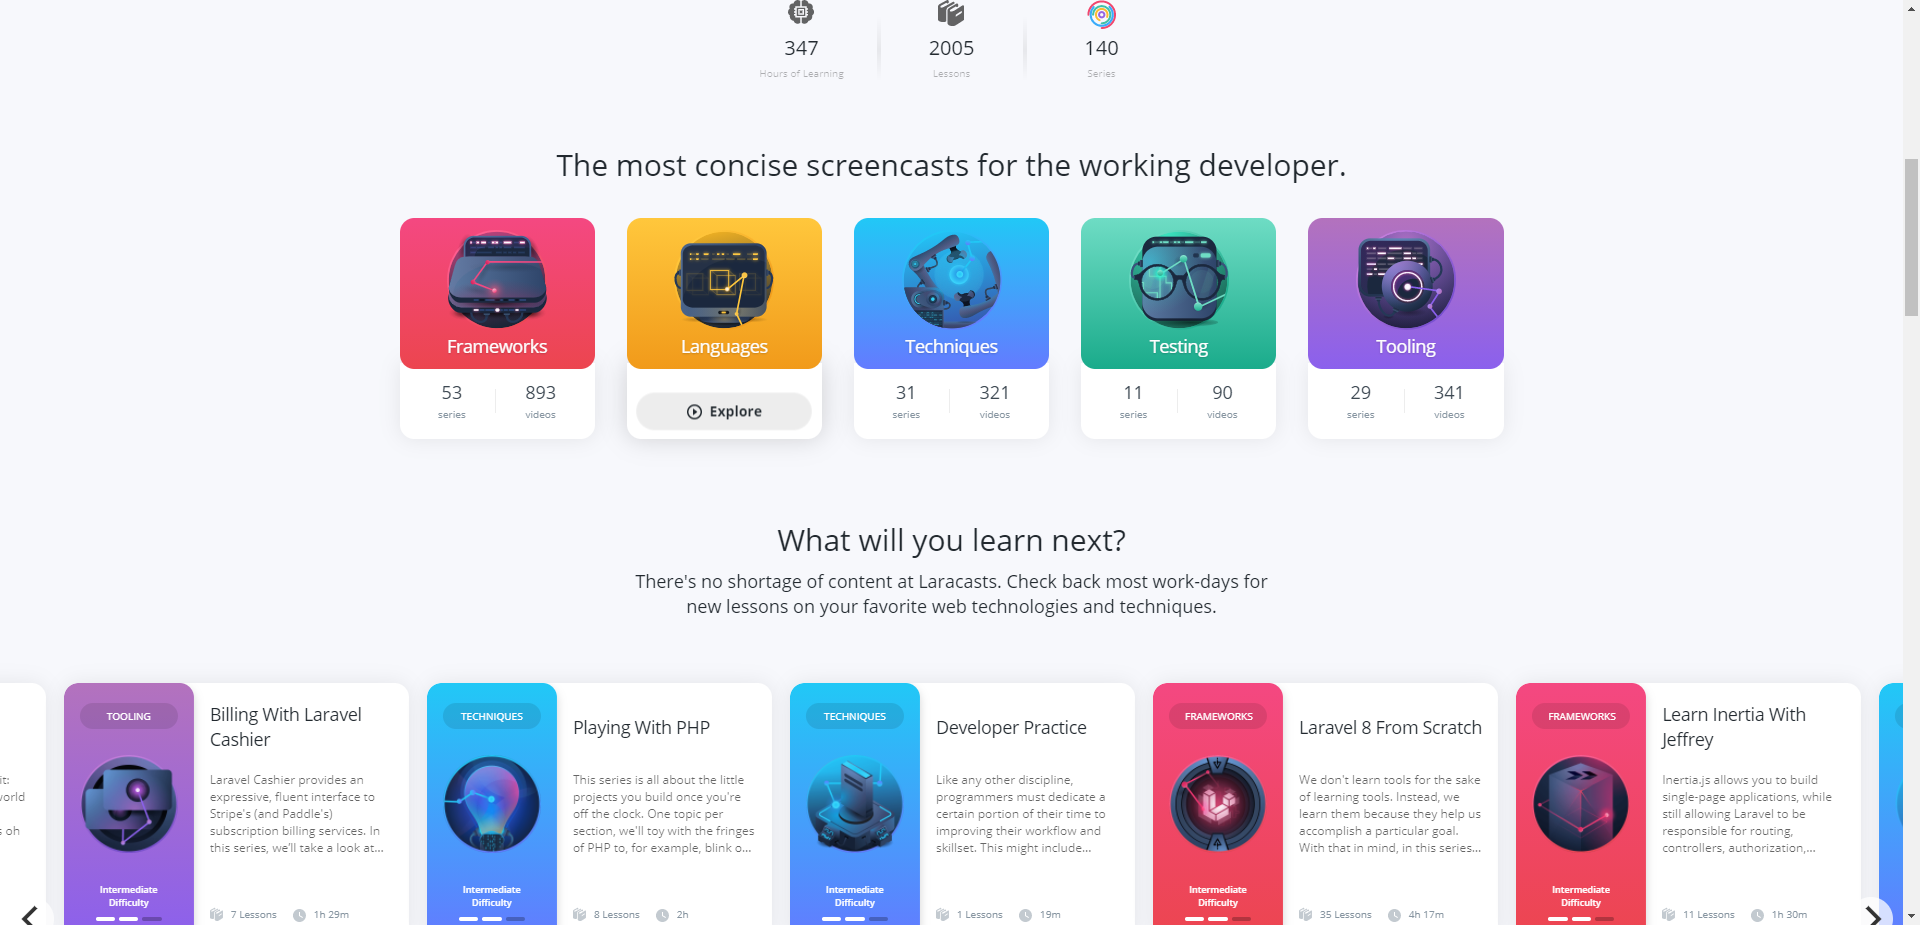 347
Hours of Learning
2005
Lessons
140
Series
The most concise screencasts for the working developer.
Frameworks
53
series
893
videos
Languages
Explore
Techniques
31
series
321
videos
Testing
11
series
90
videos
Tooling
29
series
341
videos
What will you learn next?
There's no shortage of content at Laracasts. Check back most work-days for
new lessons on your favorite web technologies and techniques.
it:
s oh
TOOLING
Intermediate
Difficulty
Billing With Laravel
Cashier
Laravel Cashier provides an
expressive, fluent interface to
Stripe's (and Paddle's)
subscription billing services. In
this series, we'll take a look at...
7 Lessons
1h 29m
TECHNIQUES
Intermediate
Difficulty
Playing With PHP
This series is all about the little
projects you build once you're
off the clock. One topic per
section, we'll toy with the fringes
of PHP to, for example, blink o...
8 Lessons
2h
TECHNIQUES
Intermediate
Difficulty
Developer Practice
Like any other discipline,
programmers must dedicate a
certain portion of their time to
improving their workflow and
skillset. This might include...
1 Lessons
19m
FRAMEWORKS
Intermediate
Difficulty
Laravel 8 From Scratch
We don't learn tools for the sake
of learning tools. Instead, we
learn them because they help us
accomplish a particular goal.
With that in mind, in this series...
35 Lessons
4h 17m
FRAMEWORKS
Intermediate
Difficulty
Learn Inertia With
Jeffrey
Inertia.js allows you to build
single-page applications, while
still allowing Laravel to be
responsible for routing,
controllers, authorization,...
11 Lessons
1h 30m